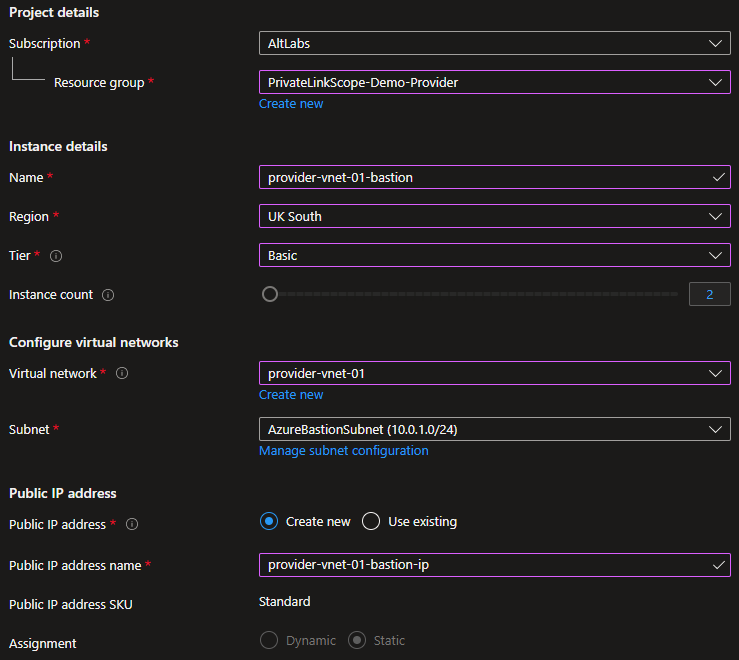 Project details
Subscription * AltLabs
Resource group * PrivateLinkScope-Demo-Provider
Create new
Instance details
Name * provider-vnet-01-bastion
Region * UK South
Tier * Basic
Instance count 2
Configure virtual networks
Virtual network * provider-vnet-01
Create new
Subnet * AzureBastionSubnet (10.0.1.0/24)
Manage subnet configuration
Public IP address
Public IP address * Create new Use existing
Public IP address name * provider-vnet-01-bastion-ip
Public IP address SKU Standard
Assignment Dynamic Static